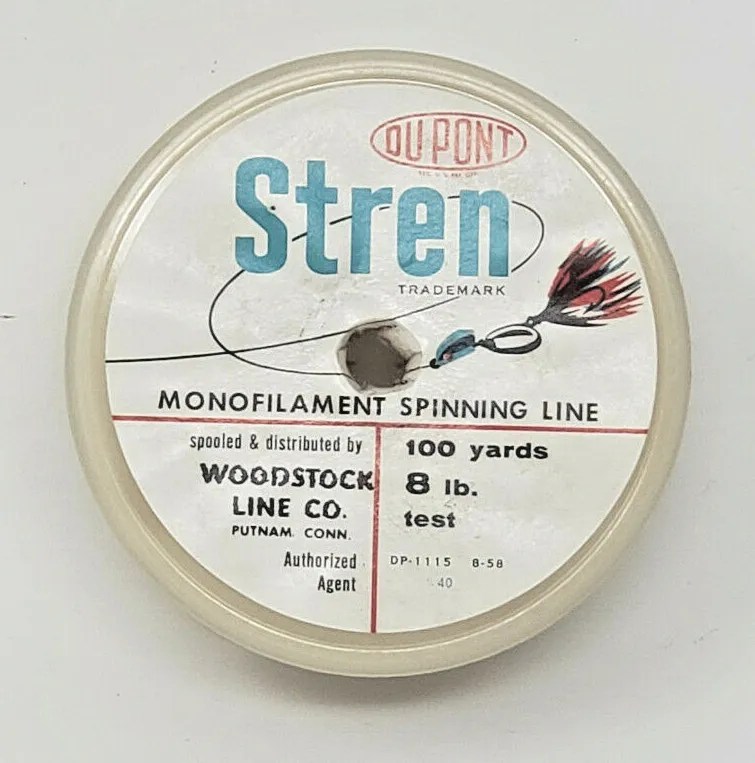 DU PONT
Stren
TRADEMARK
MONOFILAMENT SPINNING LINE
spooled & distributed by
WOODSTOCK
LINE CO.
PUTNAM. CONN.
Authorized
Agent
100 yards
8 lb.
test
DP-1115 8-58
40